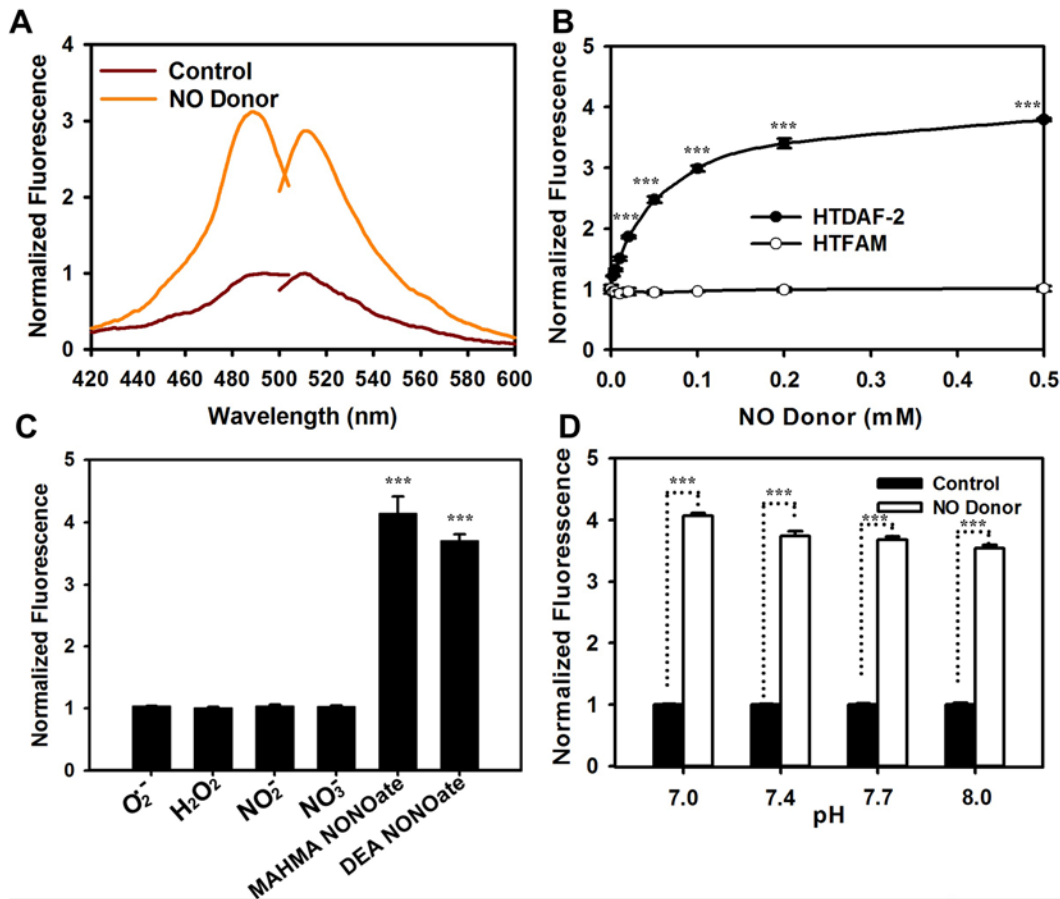 A
4
3
2
1
0
Normalized Fluorescence
Control
NO Donor
420 440 460 480 500 520 540 560 580 600
Wavelength (nm)
B
5
4
3
2
1
0
Normalized Fluorescence
***
***
***
***
***
HTDAF-2
HTFAM
0.0 0.1 0.2 0.3 0.4 0.5
NO Donor (mM)
C
5
4
3
2
1
0
Normalized Fluorescence
***
***
O₂·⁻
H₂O₂
NO₂⁻
NO₃⁻
MAHMA NONOate
DEA NONOate
D
5
4
3
2
1
0
Normalized Fluoresscence
Control
NO Donor
***
***
***
***
7.0 7.4 7.7 8.0
pH